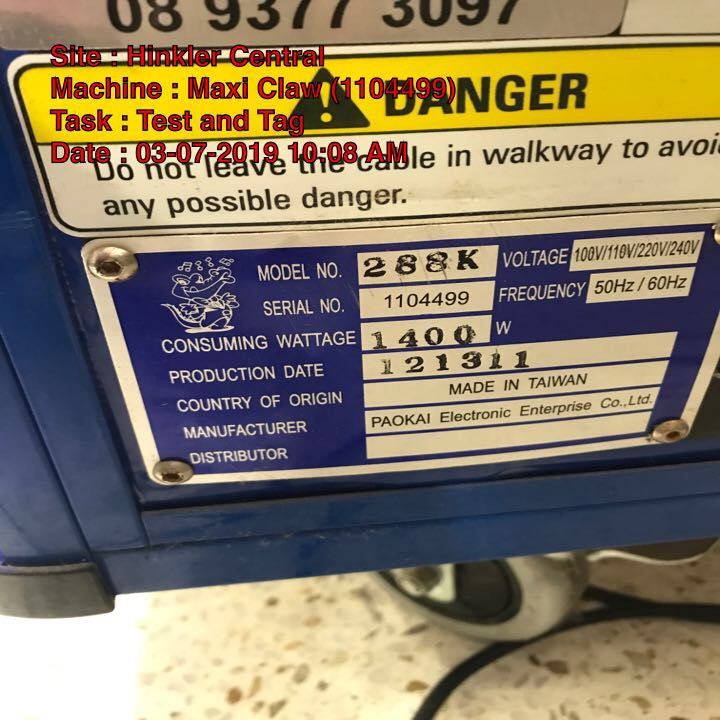 08 9377 3097
Site : Hinkler Central
Machine : Maxi Claw (1104499)
Task : Test and Tag
Date : 03-07-2019 10:08 AM
DANGER
Do not leave the cable in walkway to avoi
any possible danger.
MODEL NO. 288K VOLTAGE 100V/110V/220V/240V
SERIAL NO. 1104499 FREQUENCY 50Hz / 60Hz
CONSUMING WATTAGE 1400 W
PRODUCTION DATE 121311
COUNTRY OF ORIGIN MADE IN TAIWAN
MANUFACTURER PAOKAI Electronic Enterprise Co.,Ltd.
DISTRIBUTOR